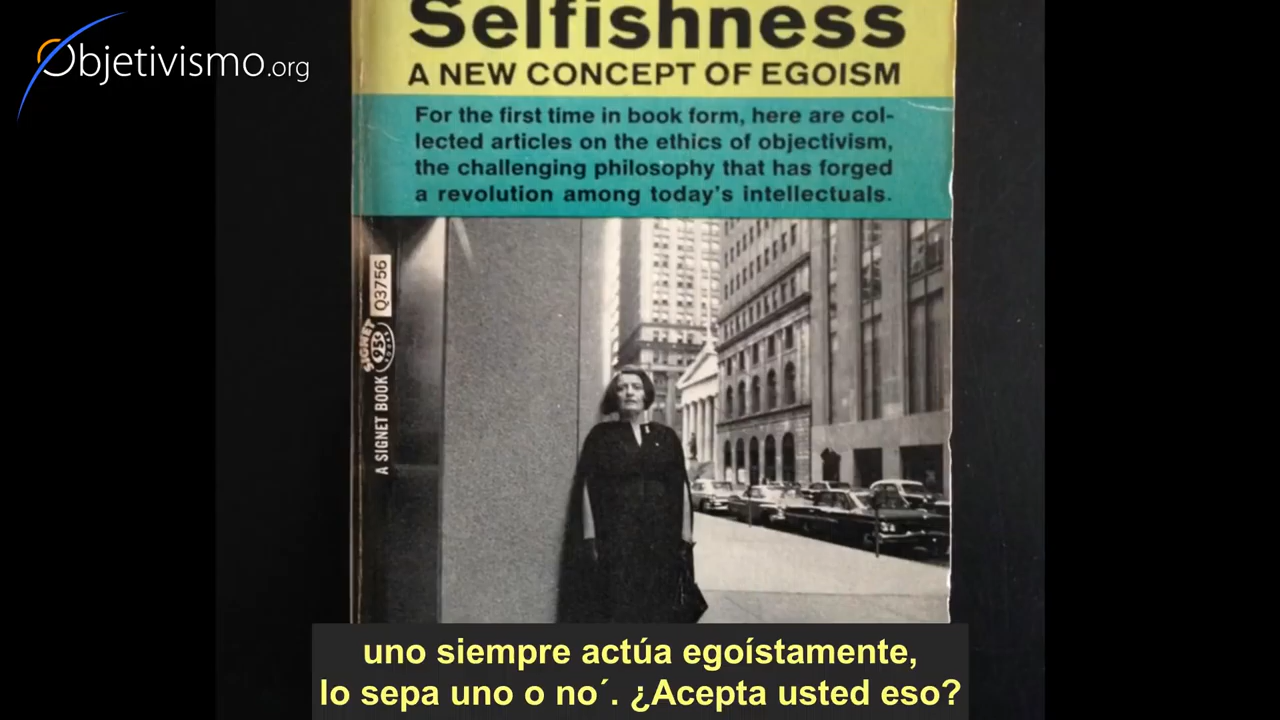 Objetivismo.org
Selfishness
A NEW CONCEPT OF EGOISM
For the first time in book form, here are col-
lected articles on the ethics of objectivism,
the challenging philosophy that has forged
a revolution among today's intellectuals.
A SIGNET BOOK
SIGNET
95¢
BOOKS
Q3756
uno siempre actúa egoístamente,
lo sepa uno o no´. ¿Acepta usted eso?